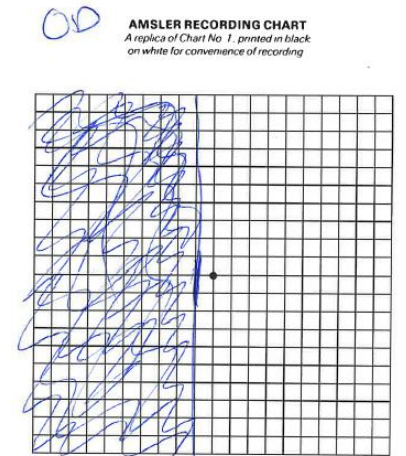 OD
AMSLER RECORDING CHART
A replica of Chart No 1. printed in black
on white for convenience of recording